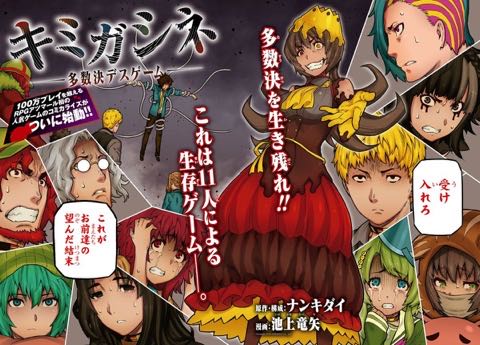 キミガシネ
多数決デスゲーム
100万プレイを超える
RPGアツマール初の
人気ゲームのコミカライズが
ついに始動!!
多数決を生き残れ!!
これは11人による
生存ゲーム――。
受け
入れろ
これが
お前達の
望んだ結末
原作・構成:ナンキダイ
漫画:池上竜矢